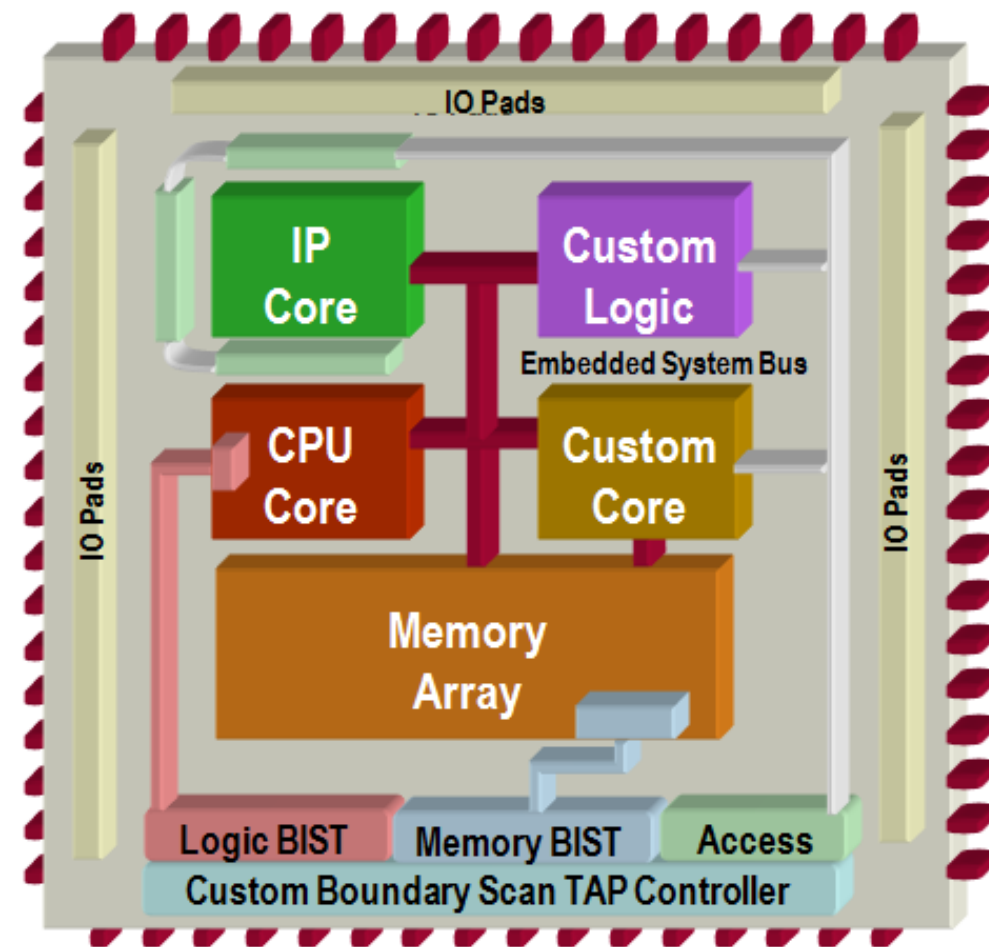 IO Pads
IP
Core
Custom
Logic
Embedded System Bus
CPU
Core
Custom
Core
IO Pads
IO Pads
Memory
Array
Logic BIST
Memory BIST
Access
Custom Boundary Scan TAP Controller